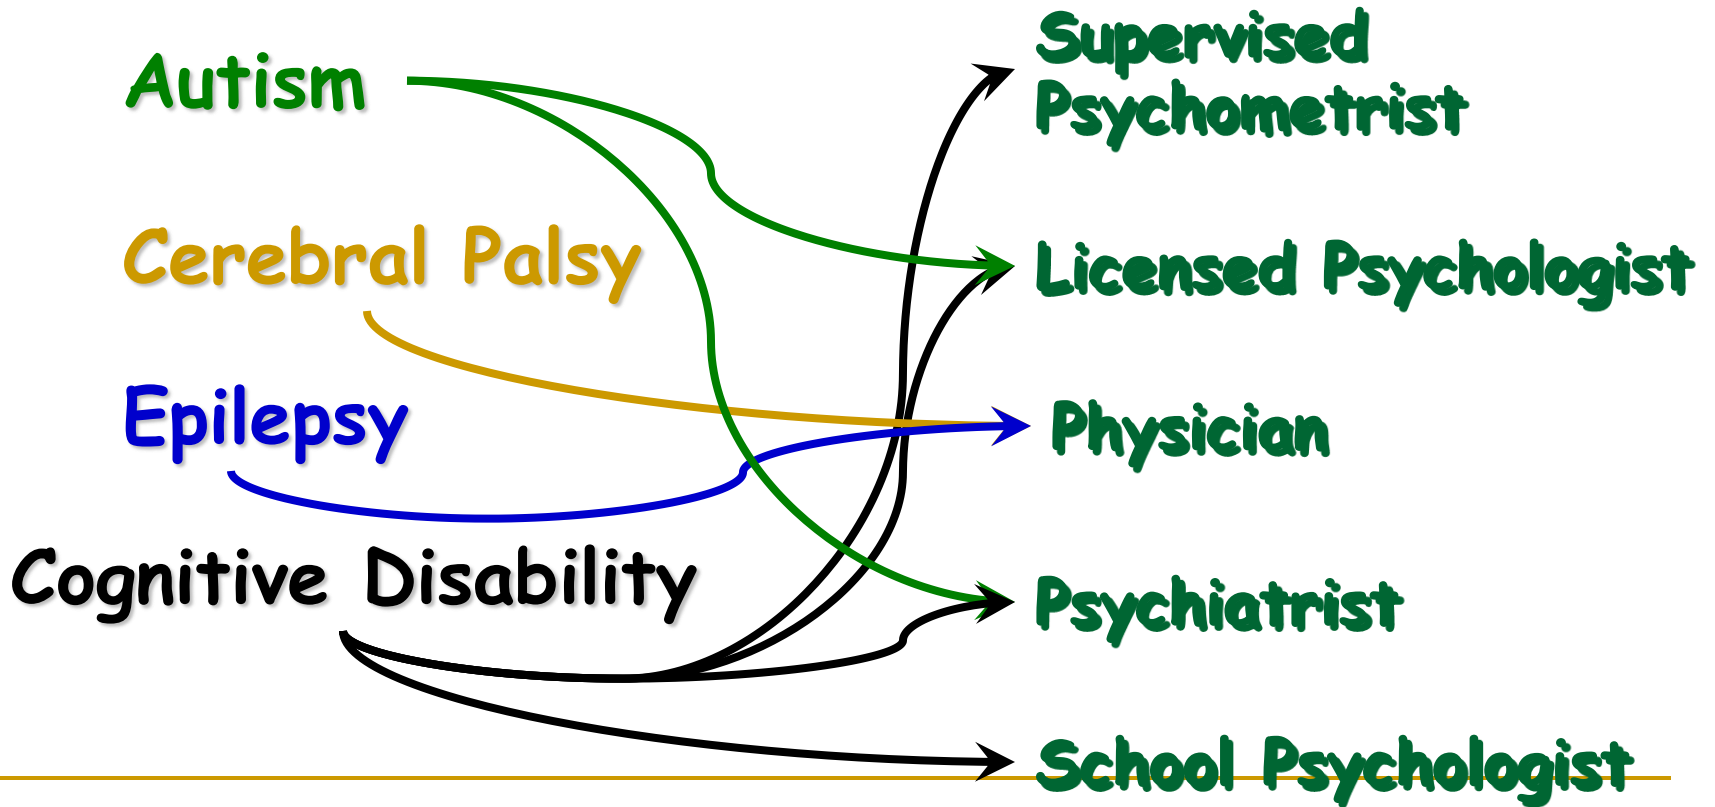 Autism
Cerebral Palsy
Epilepsy
Cognitive Disability
Supervised
Psychometrist
Licensed Psychologist
Physician
Psychiatrist
School Psychologist